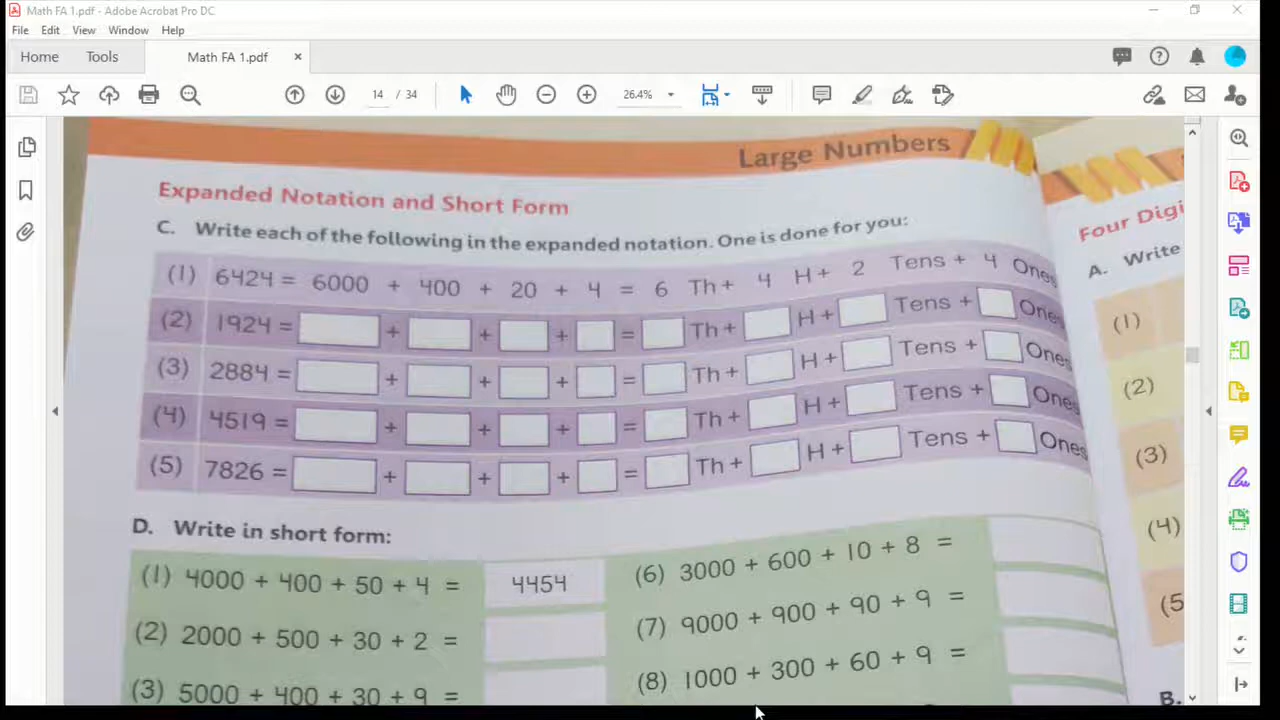 Math FA 1.pdf - Adobe Acrobat Pro DC
File Edit View Window Help
Home Tools Math FA 1.pdf ×
14 / 34 26.4%
Large Numbers
Expanded Notation and Short Form
C. Write each of the following in the expanded notation. One is done for you:
(1) 6424 = 6000 + 400 + 20 + 4 = 6 Th + 4 H + 2 Tens + 4 Ones
(2) 1924 = + + + = Th + H + Tens + Ones
(3) 2884 = + + + = Th + H + Tens + Ones
(4) 4519 = + + + = Th + H + Tens + Ones
(5) 7826 = + + + = Th + H + Tens + Ones
D. Write in short form:
(1) 4000 + 400 + 50 + 4 = 4454
(2) 2000 + 500 + 30 + 2 =
(3) 5000 + 400 + 30 + 9 =
(6) 3000 + 600 + 10 + 8 =
(7) 9000 + 900 + 90 + 9 =
(8) 1000 + 300 + 60 + 9 =
Four Digi
A. Write
(1)
(2)
(3)
(4)
(5
B.